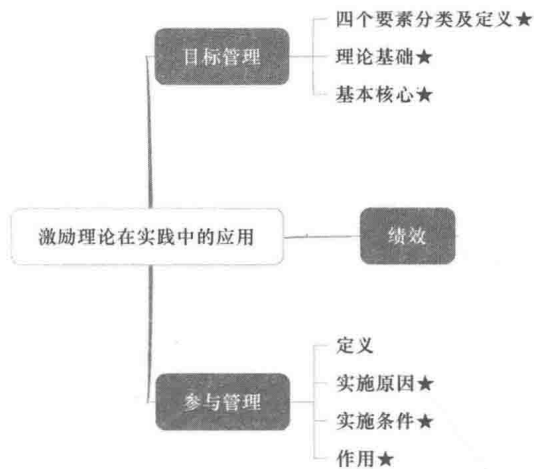 目标管理
四个要素分类及定义★
理论基础★
基本核心★
激励理论在实践中的应用
绩效
参与管理
定义
实施原因★
实施条件★
作用★